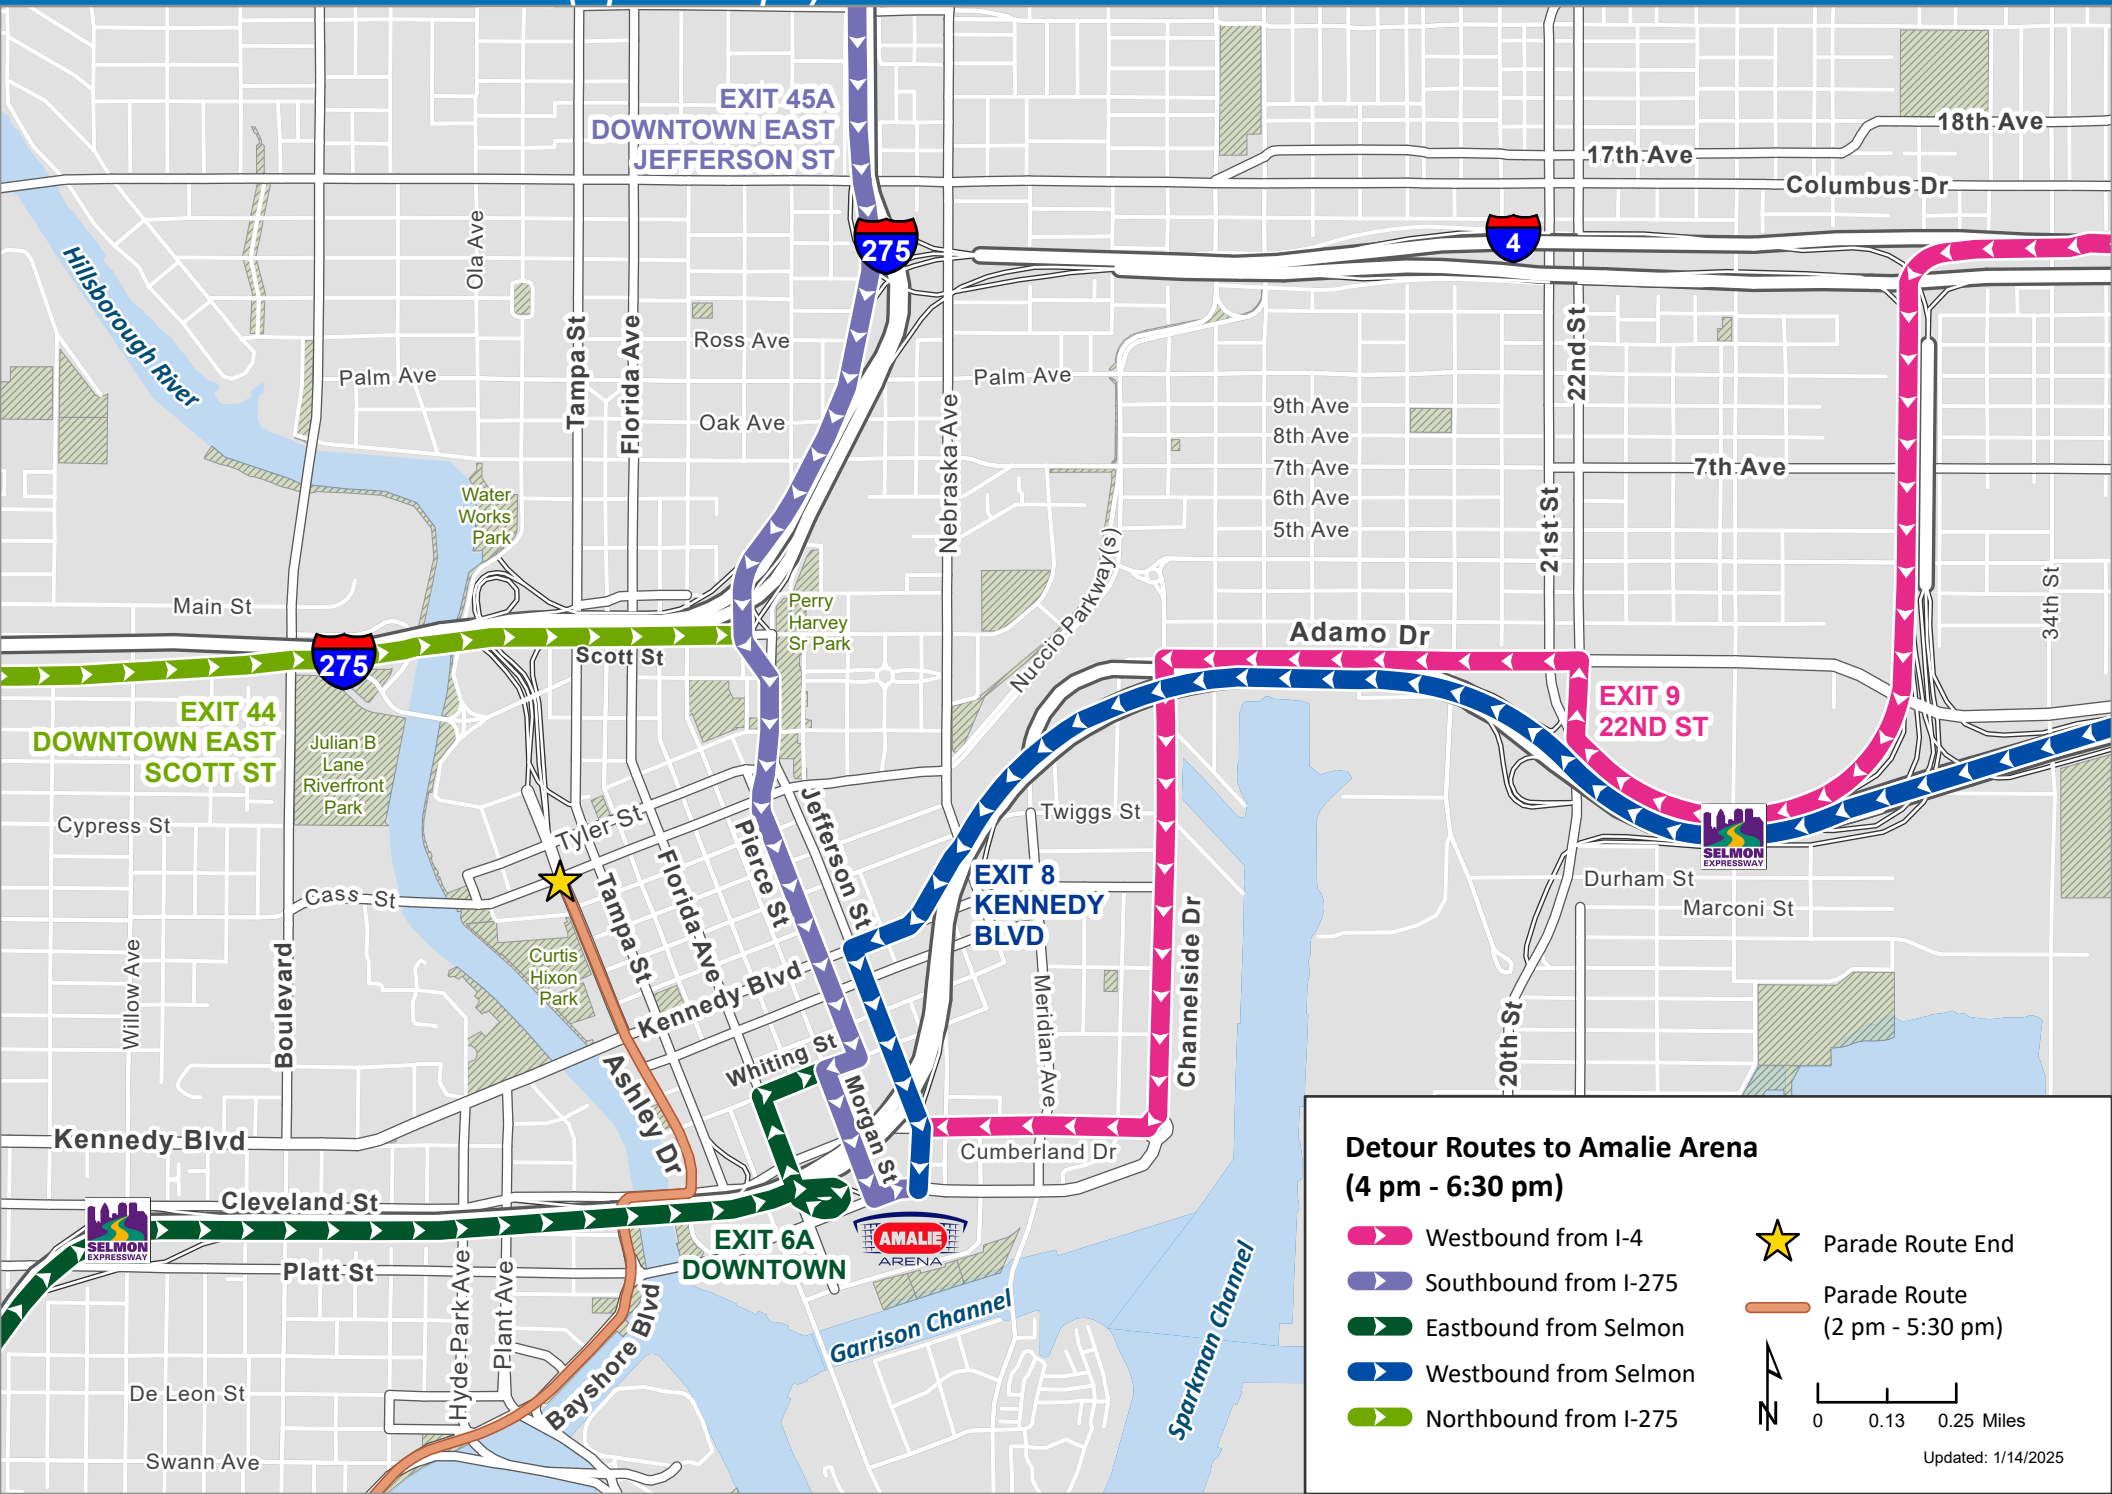 EXIT 45A
DOWNTOWN EAST
JEFFERSON ST
18th Ave
17th Ave
Columbus Dr
275
4
Ola Ave
Hillsborough River
Tampa St
Florida Ave
Ross Ave
22nd St
Palm Ave
Palm Ave
Oak Ave
Nebraska Ave
9th Ave
8th Ave
7th Ave
7th Ave
6th Ave
5th Ave
21st St
Water
Works
Park
Nuccio Parkway(s)
34th St
Main St
Perry
Harvey
Sr Park
Adamo Dr
275
Scott St
EXIT 44
DOWNTOWN EAST
SCOTT ST
EXIT 9
22ND ST
Julian B
Lane
Riverfront
Park
Jefferson St
Cypress St
Tyler St
Pierce St
Twiggs St
SELMON
EXPRESSWAY
Cass St
Tampa St
Florida Ave
EXIT 8
KENNEDY
BLVD
Durham St
Marconi St
Channelside Dr
Willow Ave
Boulevard
Curtis
Hixon
Park
Kennedy Blvd
Meridian Ave
20th St
Whiting St
Ashley Dr
Morgan St
Kennedy Blvd
Cumberland Dr
Cleveland St
SELMON
EXPRESSWAY
EXIT 6A
DOWNTOWN
AMALIE
ARENA
Platt St
Hyde Park Ave
Plant Ave
Bayshore Blvd
Garrison Channel
Sparkman Channel
De Leon St
Swann Ave
Detour Routes to Amalie Arena
(4 pm - 6:30 pm)
Westbound from I-4
Southbound from I-275
Eastbound from Selmon
Westbound from Selmon
Northbound from I-275
Parade Route End
Parade Route
(2 pm - 5:30 pm)
N
0 0.13 0.25 Miles
Updated: 1/14/2025